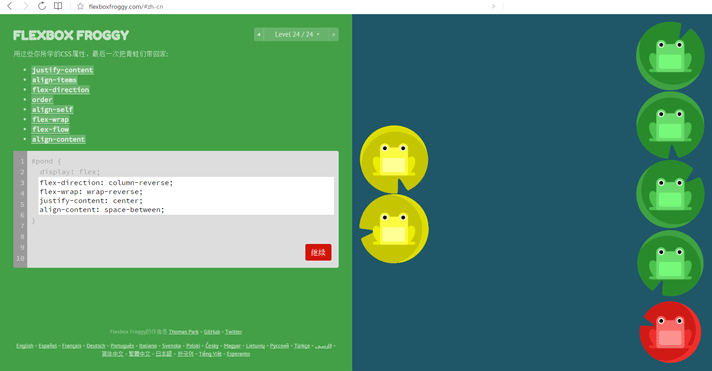 flexboxfroggy.com/#zh-cn
FLEXBOX FROGGY
Level 24 / 24
用这些你所学的CSS属性，最后一次把青蛙们带回家：
justify-content
align-items
flex-direction
order
align-self
flex-wrap
flex-flow
align-content
1 #pond {
2 display: flex;
3 flex-direction: column-reverse;
4 flex-wrap: wrap-reverse;
5 justify-content: center;
6 align-content: space-between;
7 }
8
9
10
继续
Flexbox Froggy的作者是 Thomas Park • GitHub • Twitter
English • Español • Français • Deutsch • Português • Italiano • Svenska • Polski • Česky • Magyar • Lietuvių • Русский • Türkçe • فارسی •
简体中文 • 繁體中文 • 日本語 • 한국어 • Tiếng Việt • Esperanto